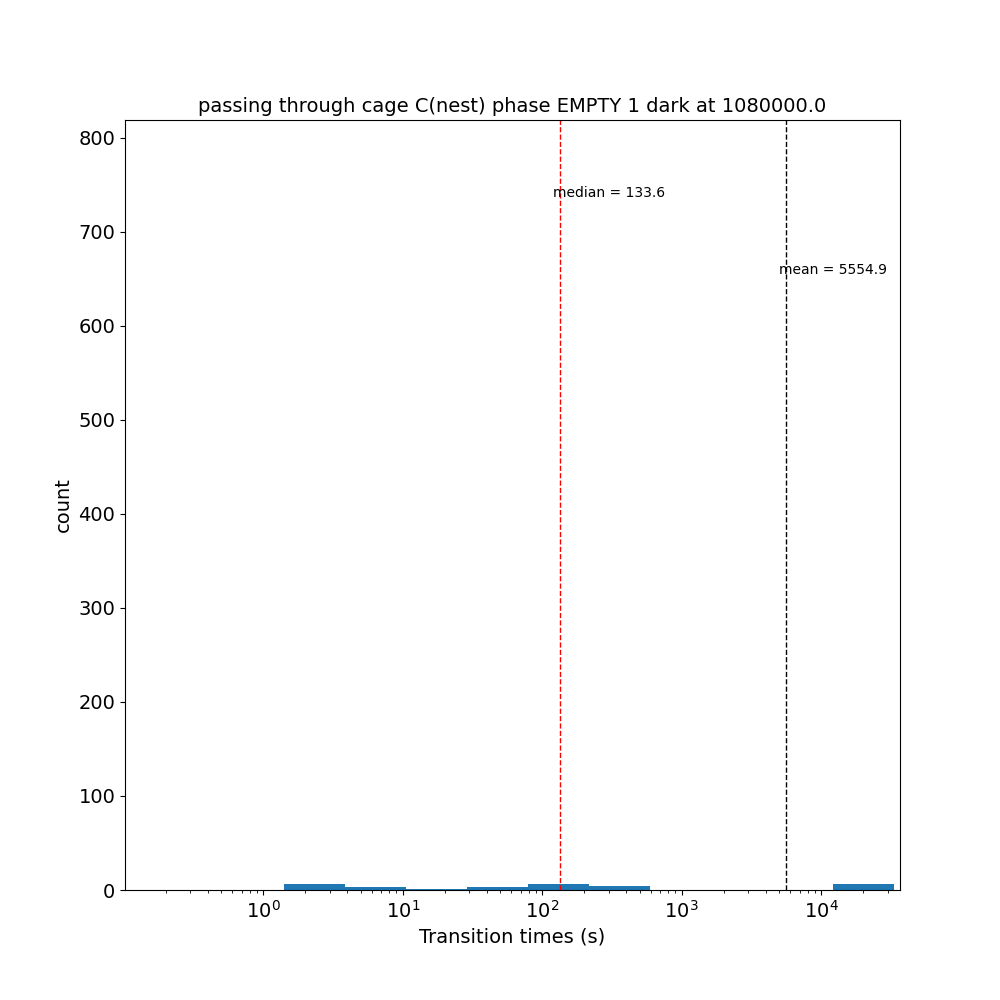 passing through cage C(nest) phase EMPTY 1 dark at 1080000.0
800
median = 133.6
700
mean = 5554.9
600
500
count
400
300
200
100
0
10^0 10^1 10^2 10^3 10^4
Transition times (s)